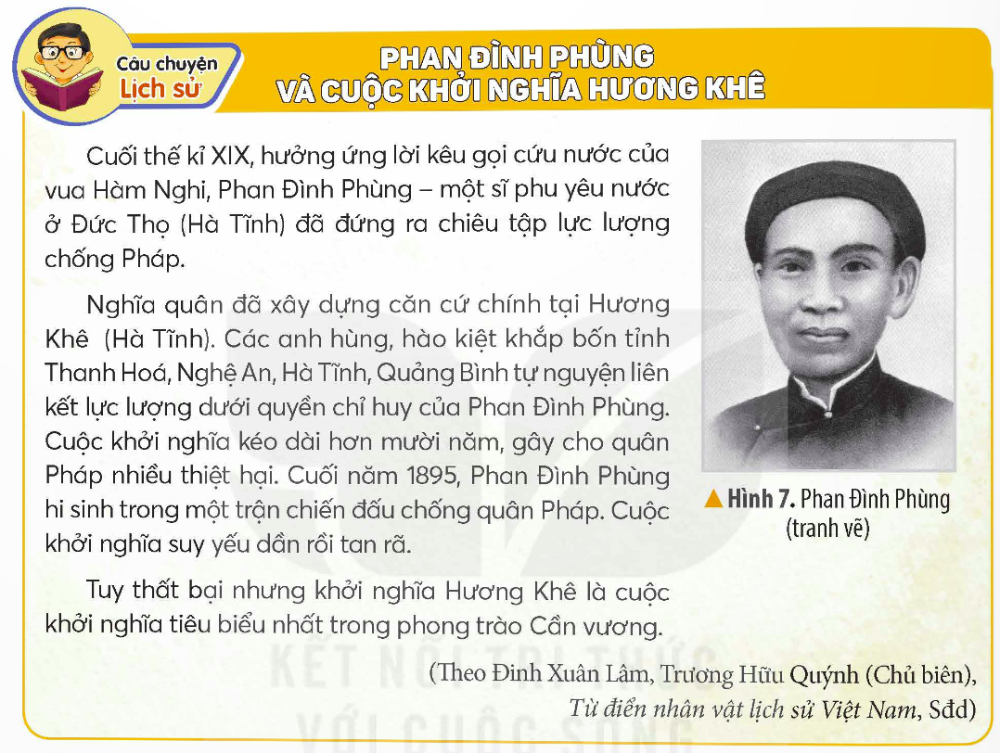 Câu chuyện
Lịch sử
PHAN ĐÌNH PHÙNG
VÀ CUỘC KHỞI NGHĨA HƯƠNG KHÊ
Cuối thế kỉ XIX, hưởng ứng lời kêu gọi cứu nước của
vua Hàm Nghi, Phan Đình Phùng – một sĩ phu yêu nước
ở Đức Thọ (Hà Tĩnh) đã đứng ra chiêu tập lực lượng
chống Pháp.
Nghĩa quân đã xây dựng căn cứ chính tại Hương
Khê (Hà Tĩnh). Các anh hùng, hào kiệt khắp bốn tỉnh
Thanh Hoá, Nghệ An, Hà Tĩnh, Quảng Bình tự nguyện liên
kết lực lượng dưới quyền chỉ huy của Phan Đình Phùng.
Cuộc khởi nghĩa kéo dài hơn mười năm, gây cho quân
Pháp nhiều thiệt hại. Cuối năm 1895, Phan Đình Phùng
hi sinh trong một trận chiến đấu chống quân Pháp. Cuộc
khởi nghĩa suy yếu dần rồi tan rã.
Tuy thất bại nhưng khởi nghĩa Hương Khê là cuộc
khởi nghĩa tiêu biểu nhất trong phong trào Cần vương.
▲ Hình 7. Phan Đình Phùng
(tranh vẽ)
(Theo Đinh Xuân Lâm, Trương Hữu Quýnh (Chủ biên),
Từ điển nhân vật lịch sử Việt Nam, Sđd)
KẾT NỐI TRI THỨC
VỚI CUỘC SỐNG